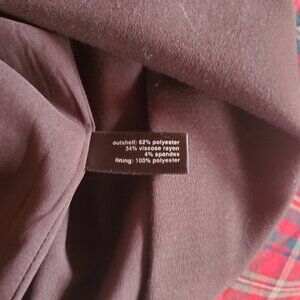 outshell: 62% polyester
34% viscose rayon
4% spandex
lining: 100% polyester